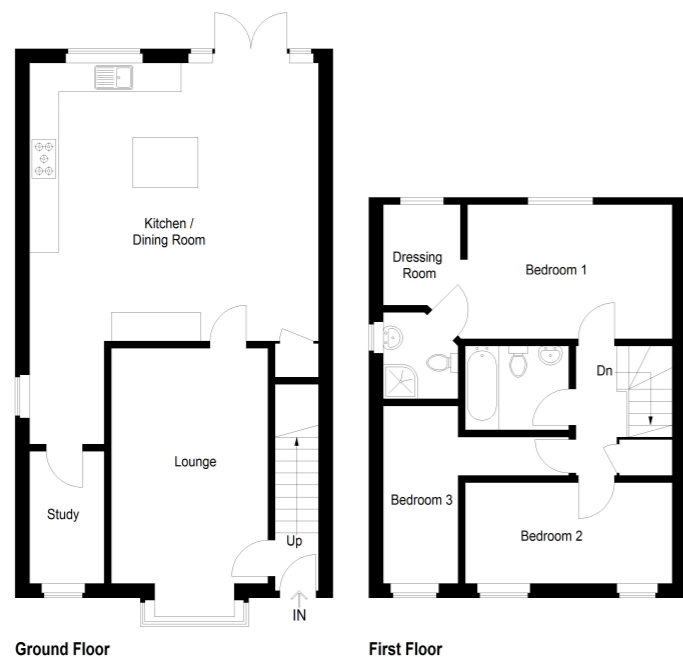 Kitchen /
Dining Room
Lounge
Study
Up
IN
Ground Floor
Dressing
Room
Bedroom 1
Dn
Bedroom 3
Bedroom 2
First Floor